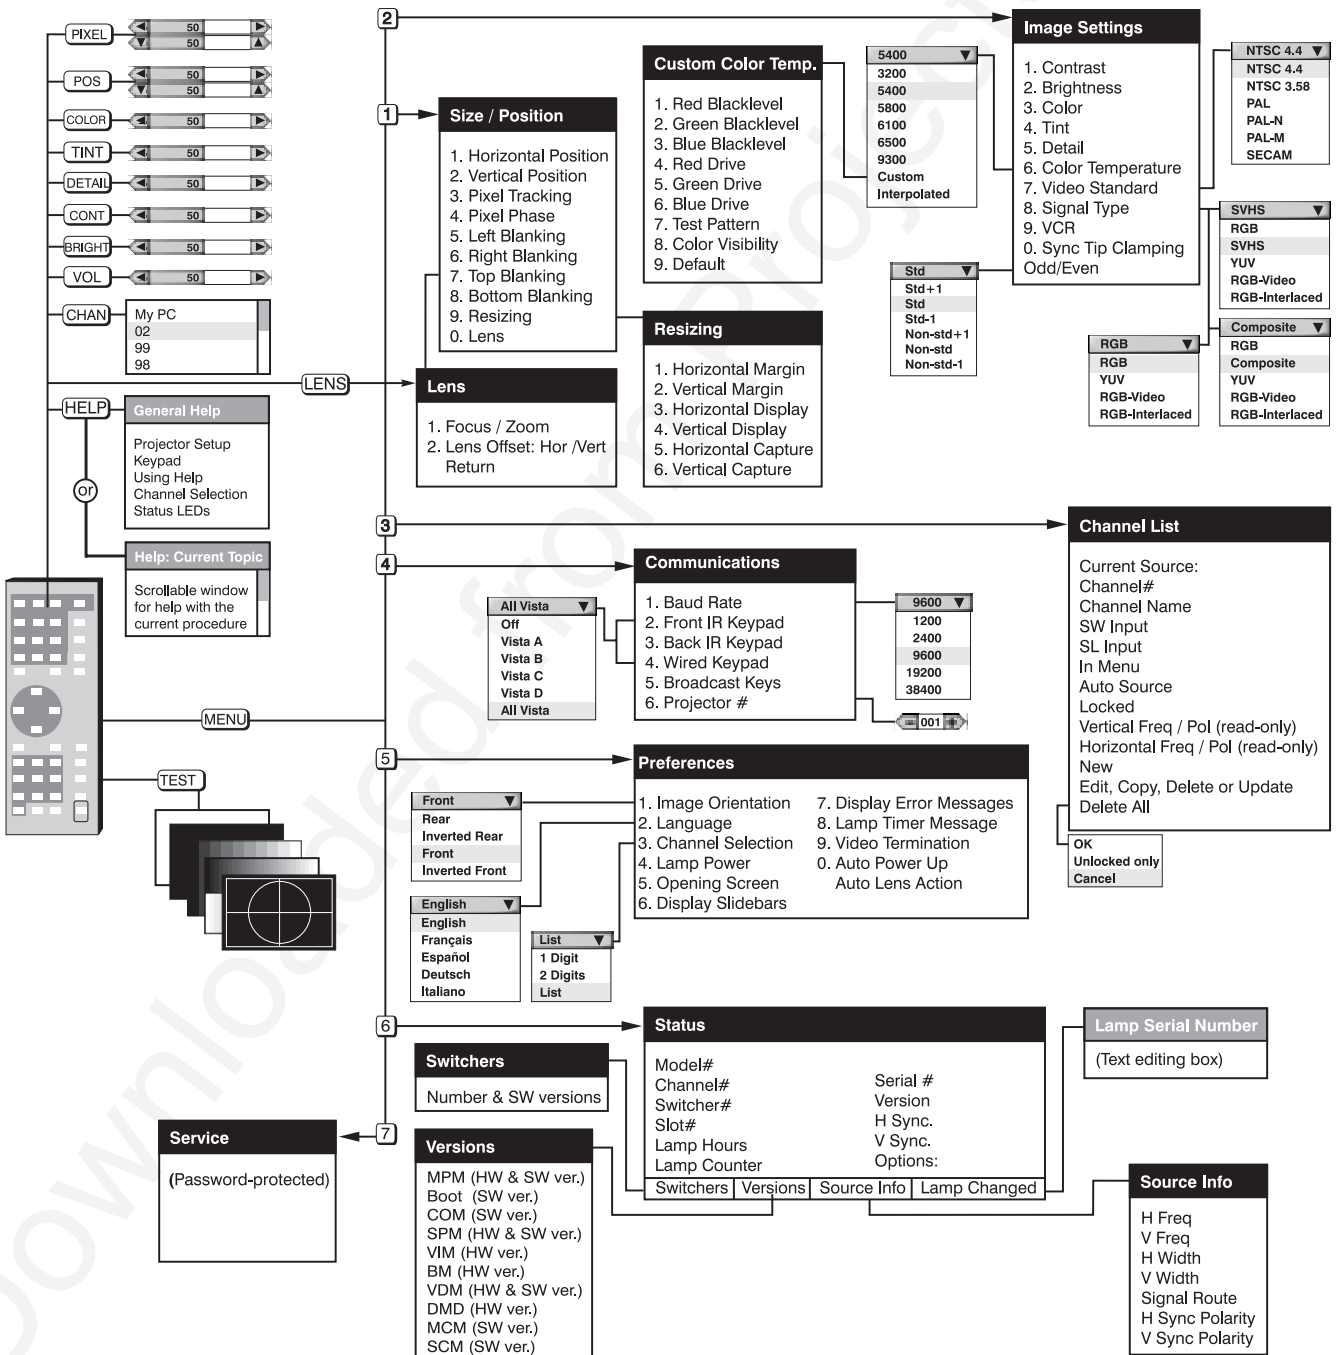 PIXEL
50
50
POS
50
50
COLOR
50
TINT
50
DETAIL
50
CONT
50
BRIGHT
50
VOL
50
CHAN
My PC
02
99
98
LENS
HELP
General Help
Projector Setup
Keypad
Using Help
Channel Selection
Status LEDs
or
Help: Current Topic
Scrollable window
for help with the
current procedure
MENU
TEST
2
1
Size / Position
1. Horizontal Position
2. Vertical Position
3. Pixel Tracking
4. Pixel Phase
5. Left Blanking
6. Right Blanking
7. Top Blanking
8. Bottom Blanking
9. Resizing
0. Lens
Lens
1. Focus / Zoom
2. Lens Offset: Hor /Vert
Return
Custom Color Temp.
1. Red Blacklevel
2. Green Blacklevel
3. Blue Blacklevel
4. Red Drive
5. Green Drive
6. Blue Drive
7. Test Pattern
8. Color Visibility
9. Default
Resizing
1. Horizontal Margin
2. Vertical Margin
3. Horizontal Display
4. Vertical Display
5. Horizontal Capture
6. Vertical Capture
5400
3200
5400
5800
6100
6500
9300
Custom
Interpolated
Image Settings
1. Contrast
2. Brightness
3. Color
4. Tint
5. Detail
6. Color Temperature
7. Video Standard
8. Signal Type
9. VCR
0. Sync Tip Clamping
Odd/Even
Std
Std+1
Std
Std-1
Non-std+1
Non-std
Non-std-1
NTSC 4.4
NTSC 4.4
NTSC 3.58
PAL
PAL-N
PAL-M
SECAM
SVHS
RGB
SVHS
YUV
RGB-Video
RGB-Interlaced
RGB
RGB
YUV
RGB-Video
RGB-Interlaced
Composite
RGB
Composite
YUV
RGB-Video
RGB-Interlaced
3
Channel List
Current Source:
Channel#
Channel Name
SW Input
SL Input
In Menu
Auto Source
Locked
Vertical Freq / Pol (read-only)
Horizontal Freq / Pol (read-only)
New
Edit, Copy, Delete or Update
Delete All
OK
Unlocked only
Cancel
4
Communications
1. Baud Rate
2. Front IR Keypad
3. Back IR Keypad
4. Wired Keypad
5. Broadcast Keys
6. Projector #
All Vista
Off
Vista A
Vista B
Vista C
Vista D
All Vista
9600
1200
2400
9600
19200
38400
001
5
Preferences
1. Image Orientation
2. Language
3. Channel Selection
4. Lamp Power
5. Opening Screen
6. Display Slidebars
7. Display Error Messages
8. Lamp Timer Message
9. Video Termination
0. Auto Power Up
Auto Lens Action
Front
Rear
Inverted Rear
Front
Inverted Front
English
English
Français
Español
Deutsch
Italiano
List
1 Digit
2 Digits
List
6
Status
Model#
Channel#
Switcher#
Slot#
Lamp Hours
Lamp Counter
Serial #
Version
H Sync.
V Sync.
Options:
Switchers Versions Source Info Lamp Changed
Lamp Serial Number
(Text editing box)
Switchers
Number & SW versions
7
Service
(Password-protected)
Versions
MPM (HW & SW ver.)
Boot (SW ver.)
COM (SW ver.)
SPM (HW & SW ver.)
VIM (HW ver.)
BM (HW ver.)
VDM (HW & SW ver.)
DMD (HW ver.)
MCM (SW ver.)
SCM (SW ver.)
Source Info
H Freq
V Freq
H Width
V Width
Signal Route
H Sync Polarity
V Sync Polarity
Downloaded from Project